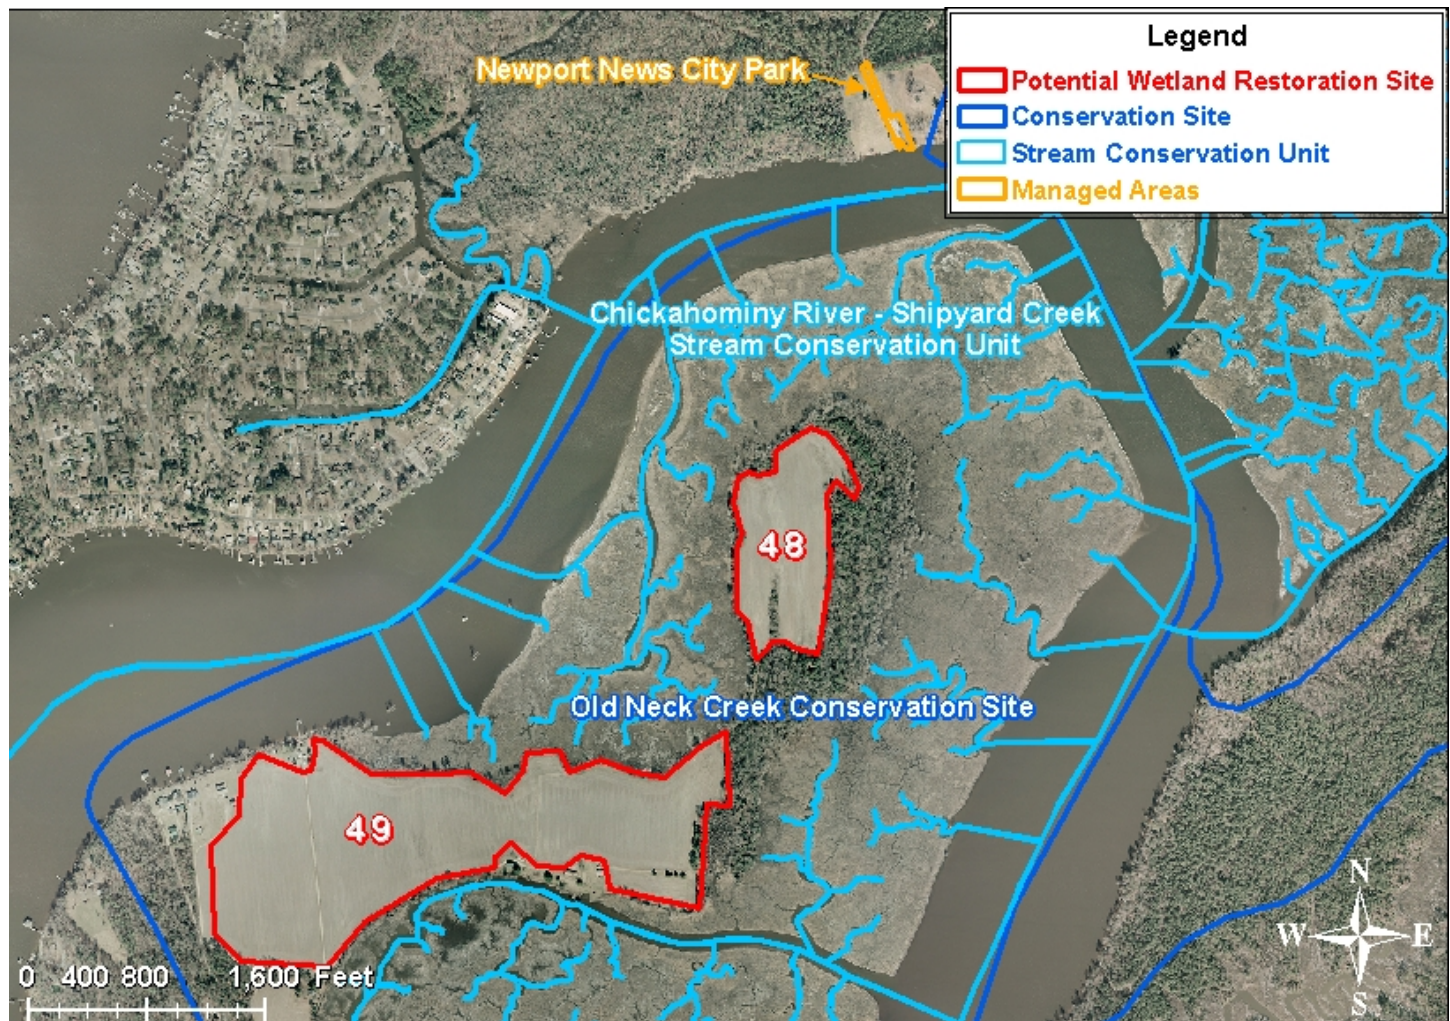 Newport News City Park
Legend
Potential Wetland Restoration Site
Conservation Site
Stream Conservation Unit
Managed Areas
Chickahominy River - Shipyard Creek
Stream Conservation Unit
48
Old Neck Creek Conservation Site
49
N
W E
S
0 400 800 1,600 Feet